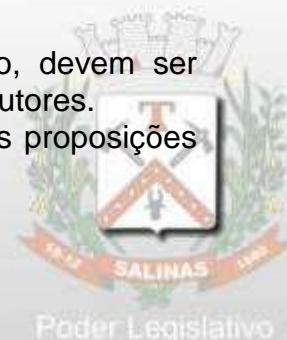 o, devem ser
utores.
s proposições
SALINAS
Poder Legislativo